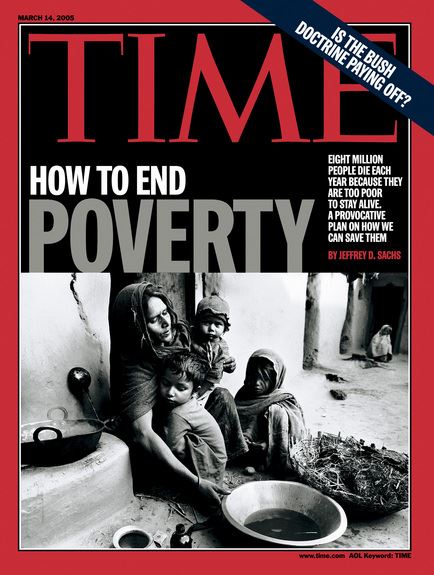 MARCH 14, 2005
IS THE BUSH
DOCTRINE PAYING OFF?
TIME
HOW TO END
POVERTY
EIGHT MILLION
PEOPLE DIE EACH
YEAR BECAUSE THEY
ARE TOO POOR
TO STAY ALIVE.
A PROVOCATIVE
PLAN ON HOW WE
CAN SAVE THEM
BY JEFFREY D. SACHS
www.time.com AOL Keyword: TIME